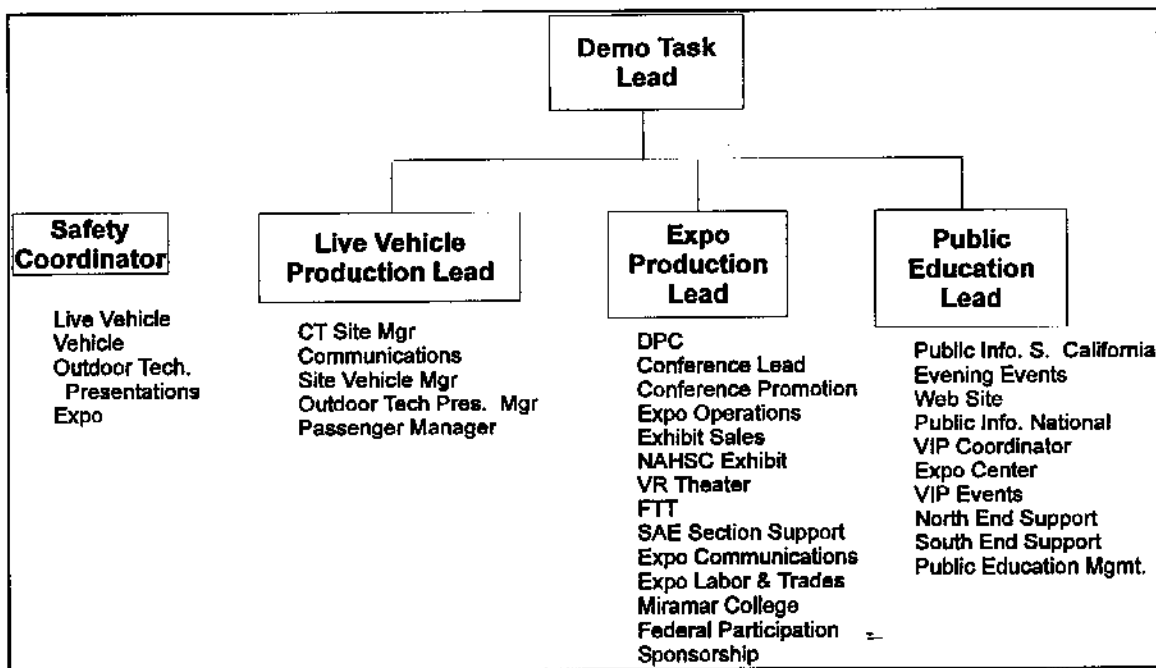 Demo Task
Lead
Safety
Coordinator
Live Vehicle
Vehicle
Outdoor Tech.
Presentations
Expo
Live Vehicle
Production Lead
CT Site Mgr
Communications
Site Vehicle Mgr
Outdoor Tech Pres. Mgr
Passenger Manager
Expo
Production
Lead
DPC
Conference Lead
Conference Promotion
Expo Operations
Exhibit Sales
NAHSC Exhibit
VR Theater
FTT
SAE Section Support
Expo Communications
Expo Labor & Trades
Miramar College
Federal Participation
Sponsorship
Public
Education
Lead
Public Info. S. California
Evening Events
Web Site
Public Info. National
VIP Coordinator
Expo Center
VIP Events
North End Support
South End Support
Public Education Mgmt.